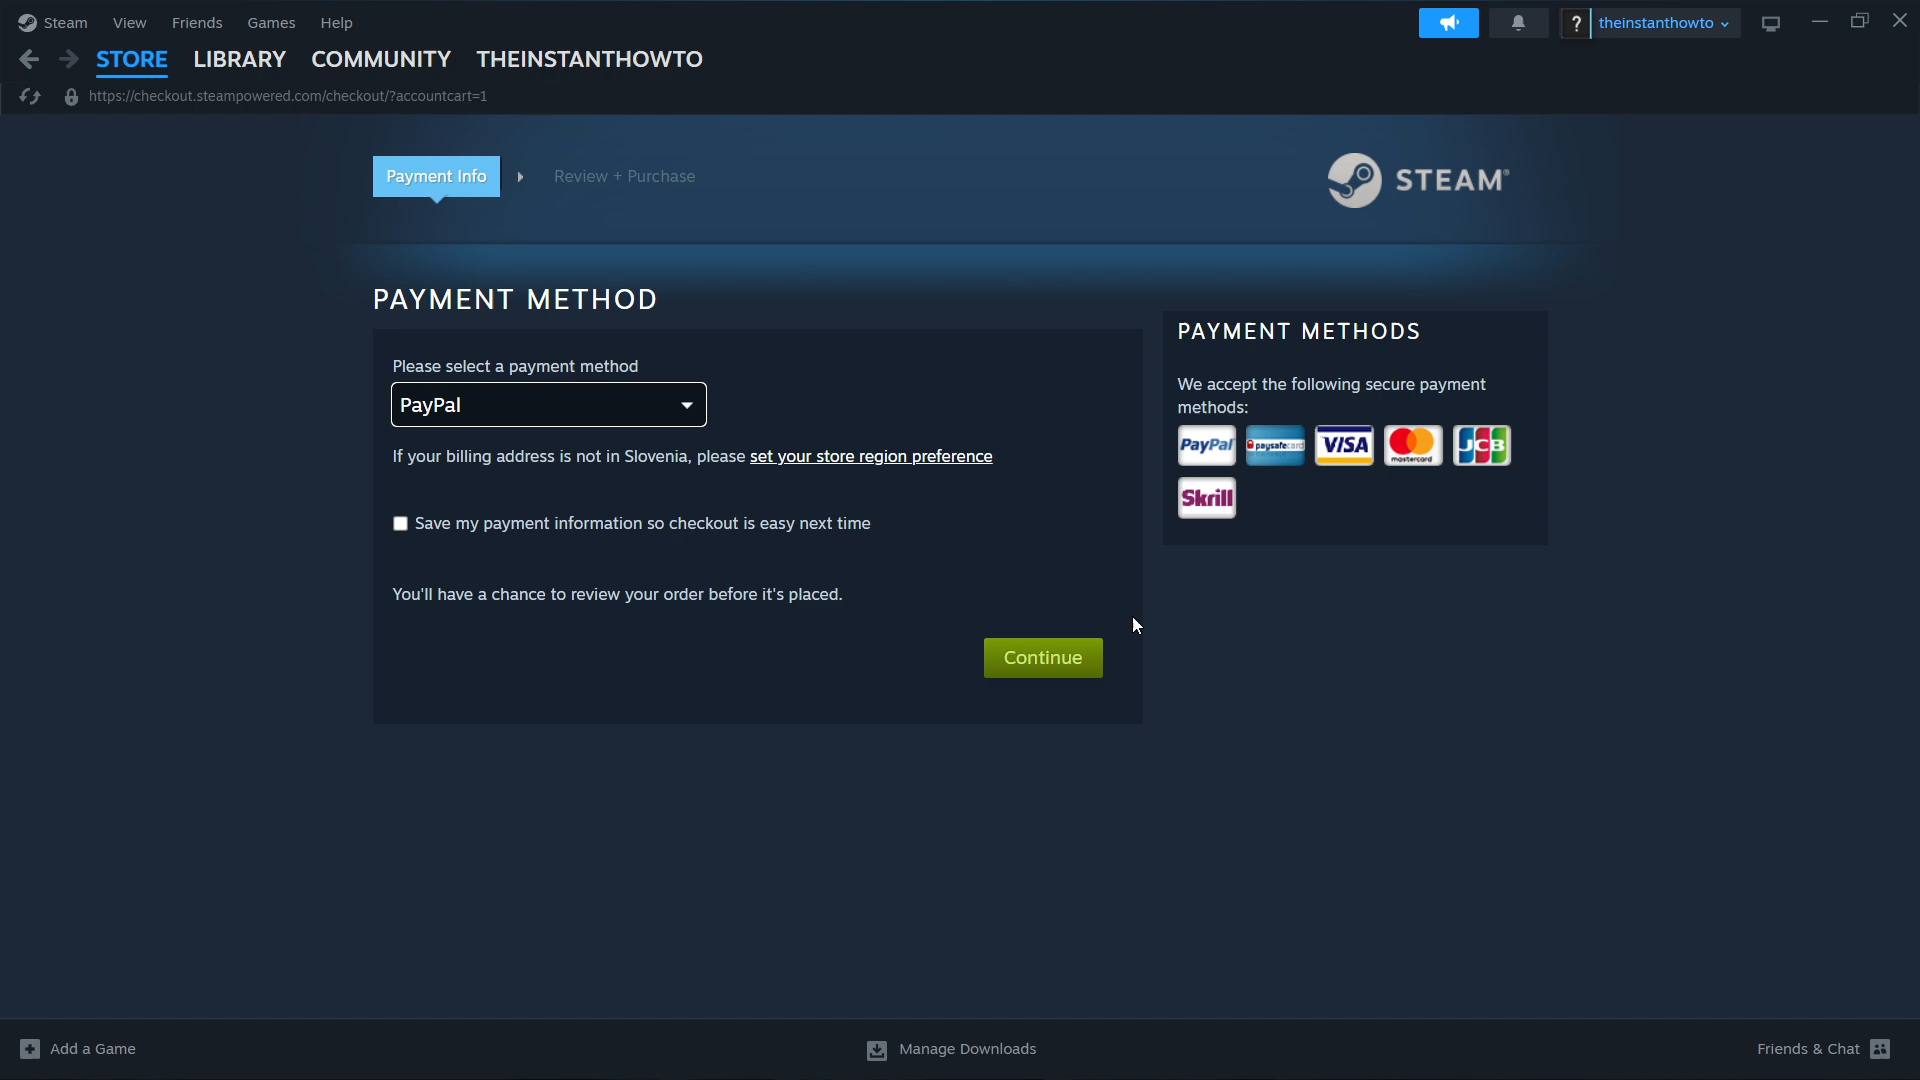 Steam View Friends Games Help
? theinstanthowto
STORE LIBRARY COMMUNITY THEINSTANTHOWTO
https://checkout.steampowered.com/checkout/?accountcart=1
Payment Info Review + Purchase
STEAM®
PAYMENT METHOD
Please select a payment method
PayPal
If your billing address is not in Slovenia, please set your store region preference
Save my payment information so checkout is easy next time
You'll have a chance to review your order before it's placed.
Continue
PAYMENT METHODS
We accept the following secure payment
methods:
PayPal paysafecard VISA mastercard JCB
Skrill
Add a Game Manage Downloads Friends & Chat